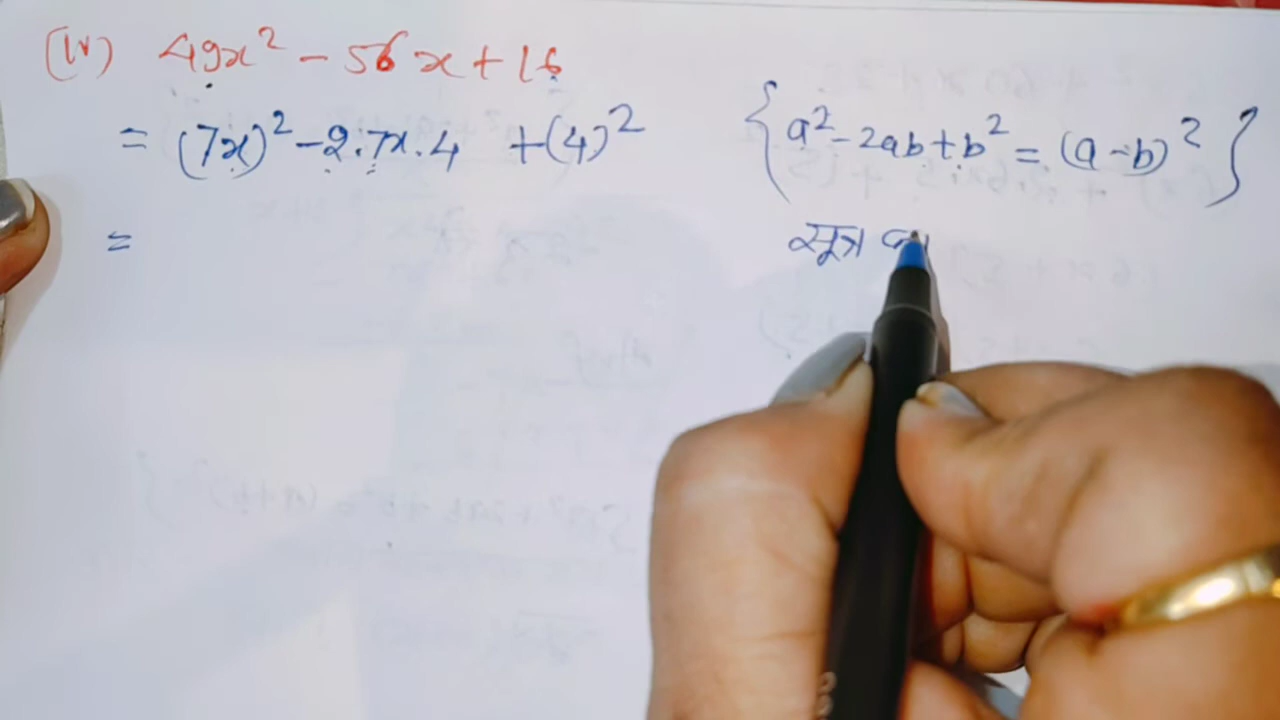 (iv) 49x² - 56x + 16
= (7x)² - 2.7x.4 + (4)² {a² - 2ab + b² = (a - b)²}
= सूत्र